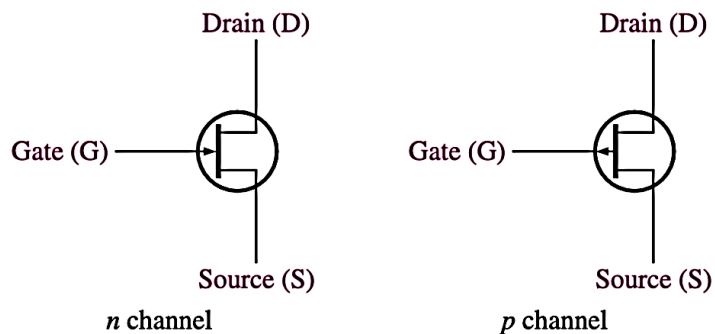 Drain (D)
Drain (D)
Gate (G)
Gate (G)
Source (S)
Source (S)
n channel
p channel